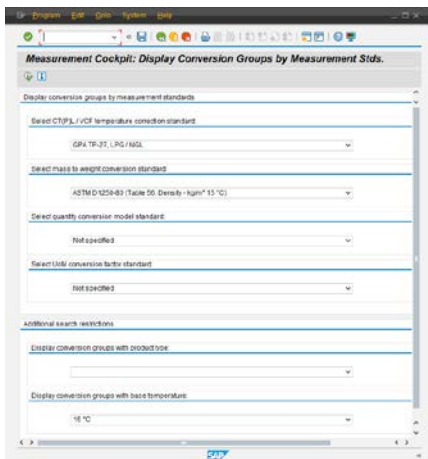 Program Edit Goto System Help
Measurement Cockpit: Display Conversion Groups by Measurement Stds.
Display conversion groups by measurement standards
Select CT(P)L / VCF temperature correction standard:
GPA TP-27, LPG / NGL
Select mass to weight conversion standard:
ASTM D1250-80 (Table 56, Density - kg/m³ 15 °C)
Select quantity conversion model standard:
Not specified
Select UoM conversion factor standard:
Not specified
Additional search restrictions
Display conversion groups with product type:
Display conversion groups with base temperature:
15 °C
SAP